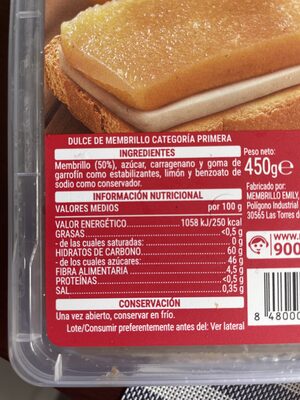 DULCE DE MEMBRILLO CATEGORÍA PRIMERA
INGREDIENTES
Membrillo (50%), azúcar, carragenano y goma de
garrofín como estabilizantes, limón y benzoato de
sodio como conservador.
INFORMACIÓN NUTRICIONAL
VALORES MEDIOS por 100 g
VALOR ENERGÉTICO 1058 kJ/250 kcal
GRASAS <0,5 g
- de las cuales saturadas: 0 g
HIDRATOS DE CARBONO 60 g
- de los cuales azúcares: 46 g
FIBRA ALIMENTARIA 4,5 g
PROTEÍNAS <0,5 g
SAL 0,35 g
CONSERVACIÓN
Una vez abierto, conservar en frío.
Lote/Consumir preferentemente antes del: Ver lateral
Peso neto:
450g e
Fabricado por:
MEMBRILLO EMILY,
Polígono Industrial
30565 Las Torres d
900
8 48000